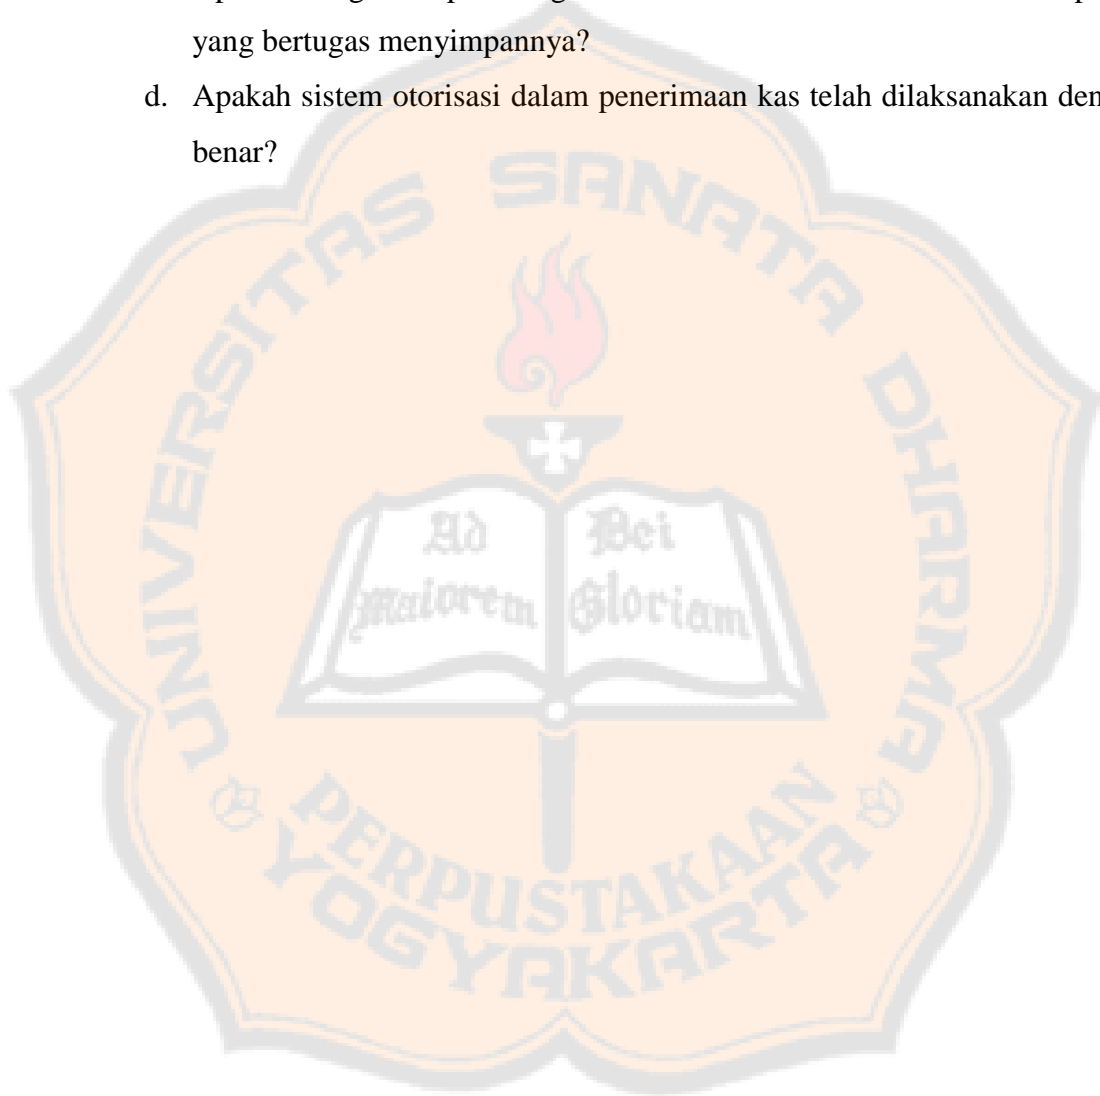 yang bertugas menyimpannya?
d. Apakah sistem otorisasi dalam penerimaan kas telah dilaksanakan den
benar?
UNIVERSITAS SANATA DHARMA
Ad
maiorem
Dei
Gloriam
PERPUSTAKAAN
YOGYAKARTA